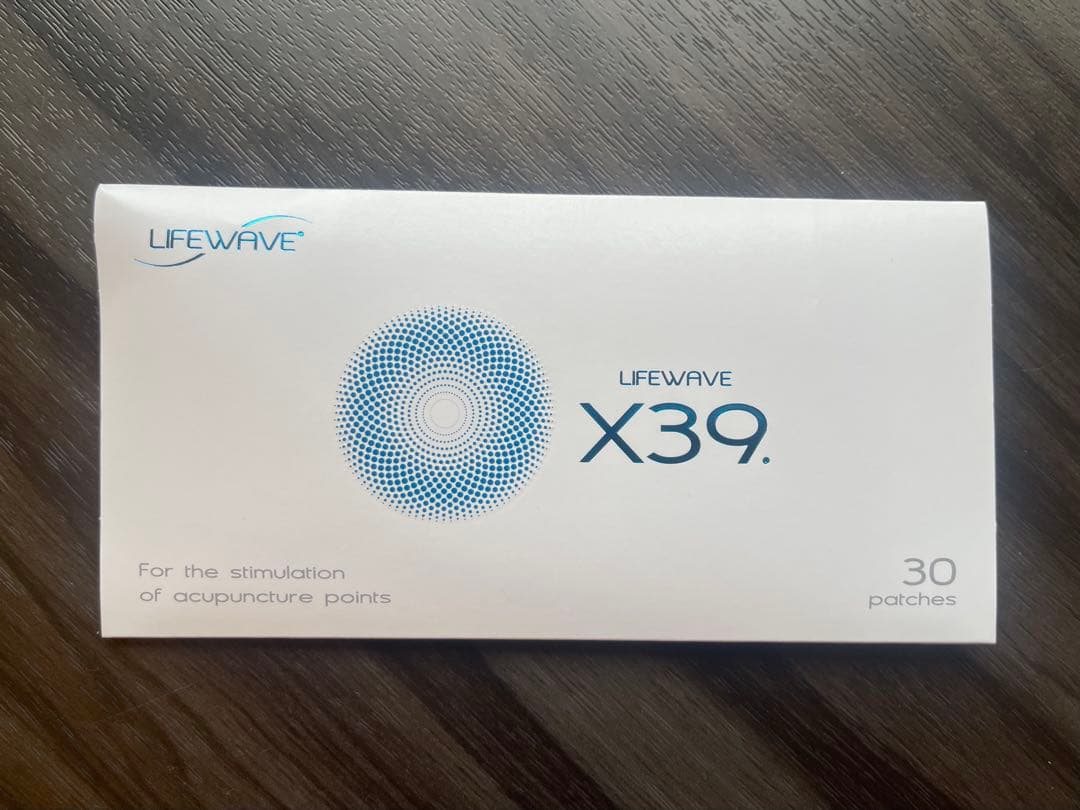 LIFEWAVE®
LIFEWAVE
X39®
For the stimulation
of acupuncture points
30
patches